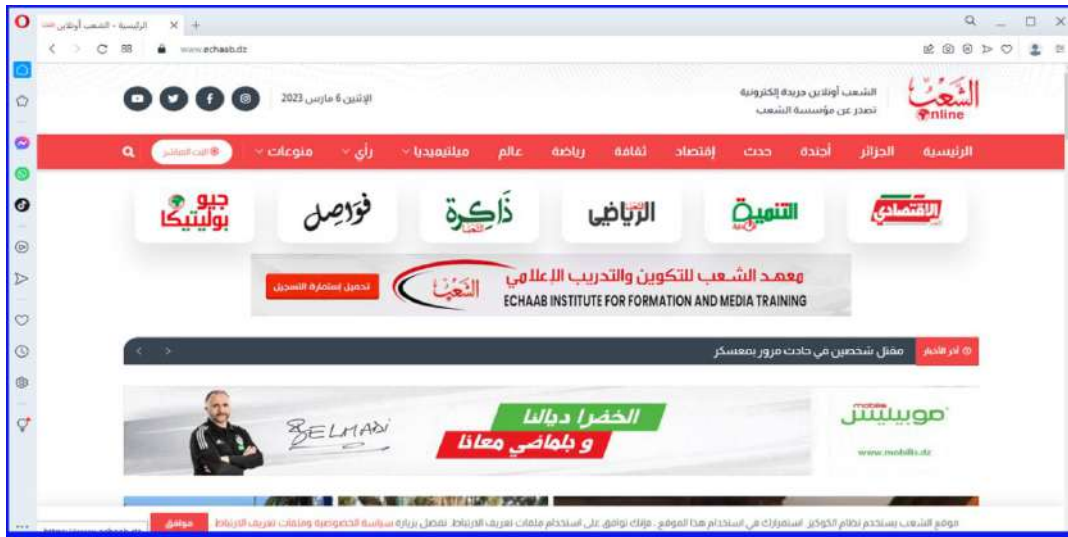 الرئيسية - الشعب أونلاين
www.echaab.dz
الشعب
Online
الشعب أونلاين جريدة إلكترونية
تصدر عن مؤسسة الشعب
الإثنين 6 مارس 2023
الرئيسية الجزائر أجندة حدث إقتصاد ثقافة رياضة عالم ميلتيميديا رأي منوعات البث المباشر
الاقتصادي التنمية الرياضي ذاكرة فواصل جيو بوليتيكا
معهد الشعب للتكوين والتدريب الإعلامي
ECHAAB INSTITUTE FOR FORMATION AND MEDIA TRAINING
الشعب
تحميل إستمارة التسجيل
آخر الأخبار مقتل شخصين في حادث مرور بمعسكر
موبيليس
mobilis
www.mobilis.dz
الخضرا ديالنا
و بلماضي معانا
BELMADI
موقع الشعب يستخدم نظام الكوكيز. استمرارك في استخدام هذا الموقع ، فإنك توافق على استخدام ملفات تعريف الارتباط. تفضل بزيارة سياسة الخصوصية وملفات تعريف الارتباط . موافق